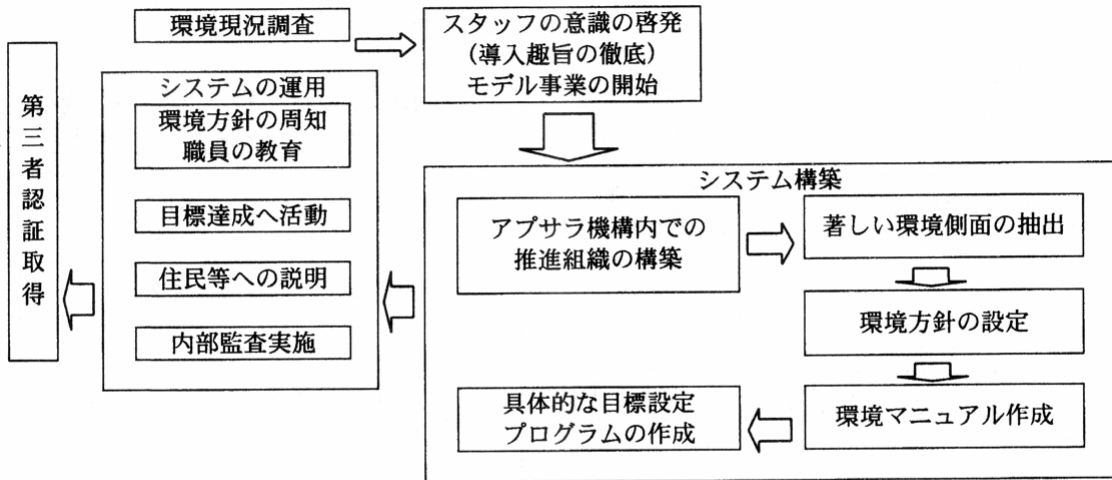 環境現況調査
スタッフの意識の啓発
(導入趣旨の徹底)
モデル事業の開始
システム構築
アプサラ機構内での
推進組織の構築
著しい環境側面の抽出
環境方針の設定
環境マニュアル作成
具体的な目標設定
プログラムの作成
システムの運用
環境方針の周知
職員の教育
目標達成へ活動
住民等への説明
内部監査実施
第三者認証取得